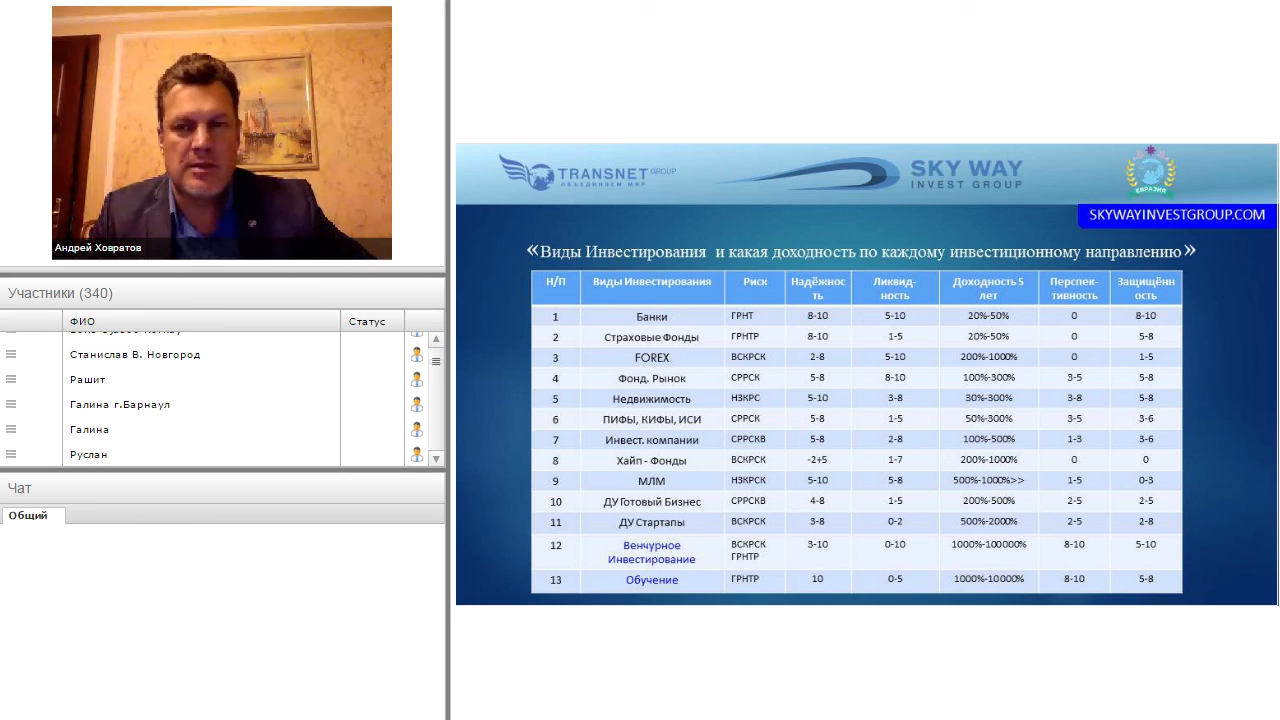 Андрей Ховратов
Участники (340)
ФИО Статус
Станислав В. Новгород
Рашит
Галина г.Барнаул
Галина
Руслан
Чат
Общий
TRANSNET GROUP
ОБЪЕДИНЯЕМ МИР
SKY WAY
INVEST GROUP
ЕВРАЗИЯ
SKYWAYINVESTGROUP.COM
«Виды Инвестирования и какая доходность по каждому инвестиционному направлению»
Н/П Виды Инвестирования Риск Надёжнос Ликвид- Доходность 5 Перспек- Защищённ
ть ность лет тивность ость
1 Банки ГРНТ 8-10 5-10 20%-50% 0 8-10
2 Страховые Фонды ГРНТР 8-10 1-5 20%-50% 0 5-8
3 FOREX ВСКРСК 2-8 5-10 200%-1000% 0 1-5
4 Фонд. Рынок СРРСК 5-8 8-10 100%-300% 3-5 5-8
5 Недвижимость НЗКРС 5-10 3-8 30%-300% 3-8 5-8
6 ПИФЫ, КИФЫ, ИСИ СРРСК 5-8 1-5 50%-300% 3-5 3-6
7 Инвест. компании СРРСКВ 5-8 2-8 100%-500% 1-3 3-6
8 Хайп - Фонды ВСКРСК -2+5 1-7 200%-1000% 0 0
9 МЛМ НЗКРСК 5-10 5-8 500%-1000%>> 1-5 0-3
10 ДУ Готовый Бизнес СРРСКВ 4-8 1-5 200%-500% 2-5 2-5
11 ДУ Стартапы ВСКРСК 3-8 0-2 500%-2000% 2-5 2-8
12 Венчурное ВСКРСК 3-10 0-10 1000%-100000% 8-10 5-10
Инвестирование ГРНТР
13 Обучение ГРНТР 10 0-5 1000%-10000% 8-10 5-8